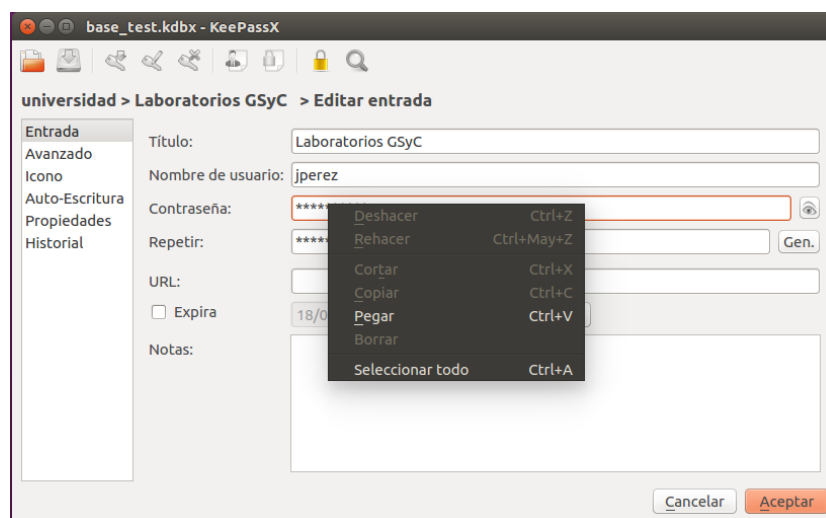 base_test.kdbx - KeePassX
universidad > Laboratorios GSyC > Editar entrada
Entrada
Avanzado
Icono
Auto-Escritura
Propiedades
Historial
Título: Laboratorios GSyC
Nombre de usuario: jperez
Contraseña: ****
Repetir: ***** Gen.
URL:
Expira 18/0
Notas:
Deshacer Ctrl+Z
Rehacer Ctrl+May+Z
Cortar Ctrl+X
Copiar Ctrl+C
Pegar Ctrl+V
Borrar
Seleccionar todo Ctrl+A
Cancelar Aceptar